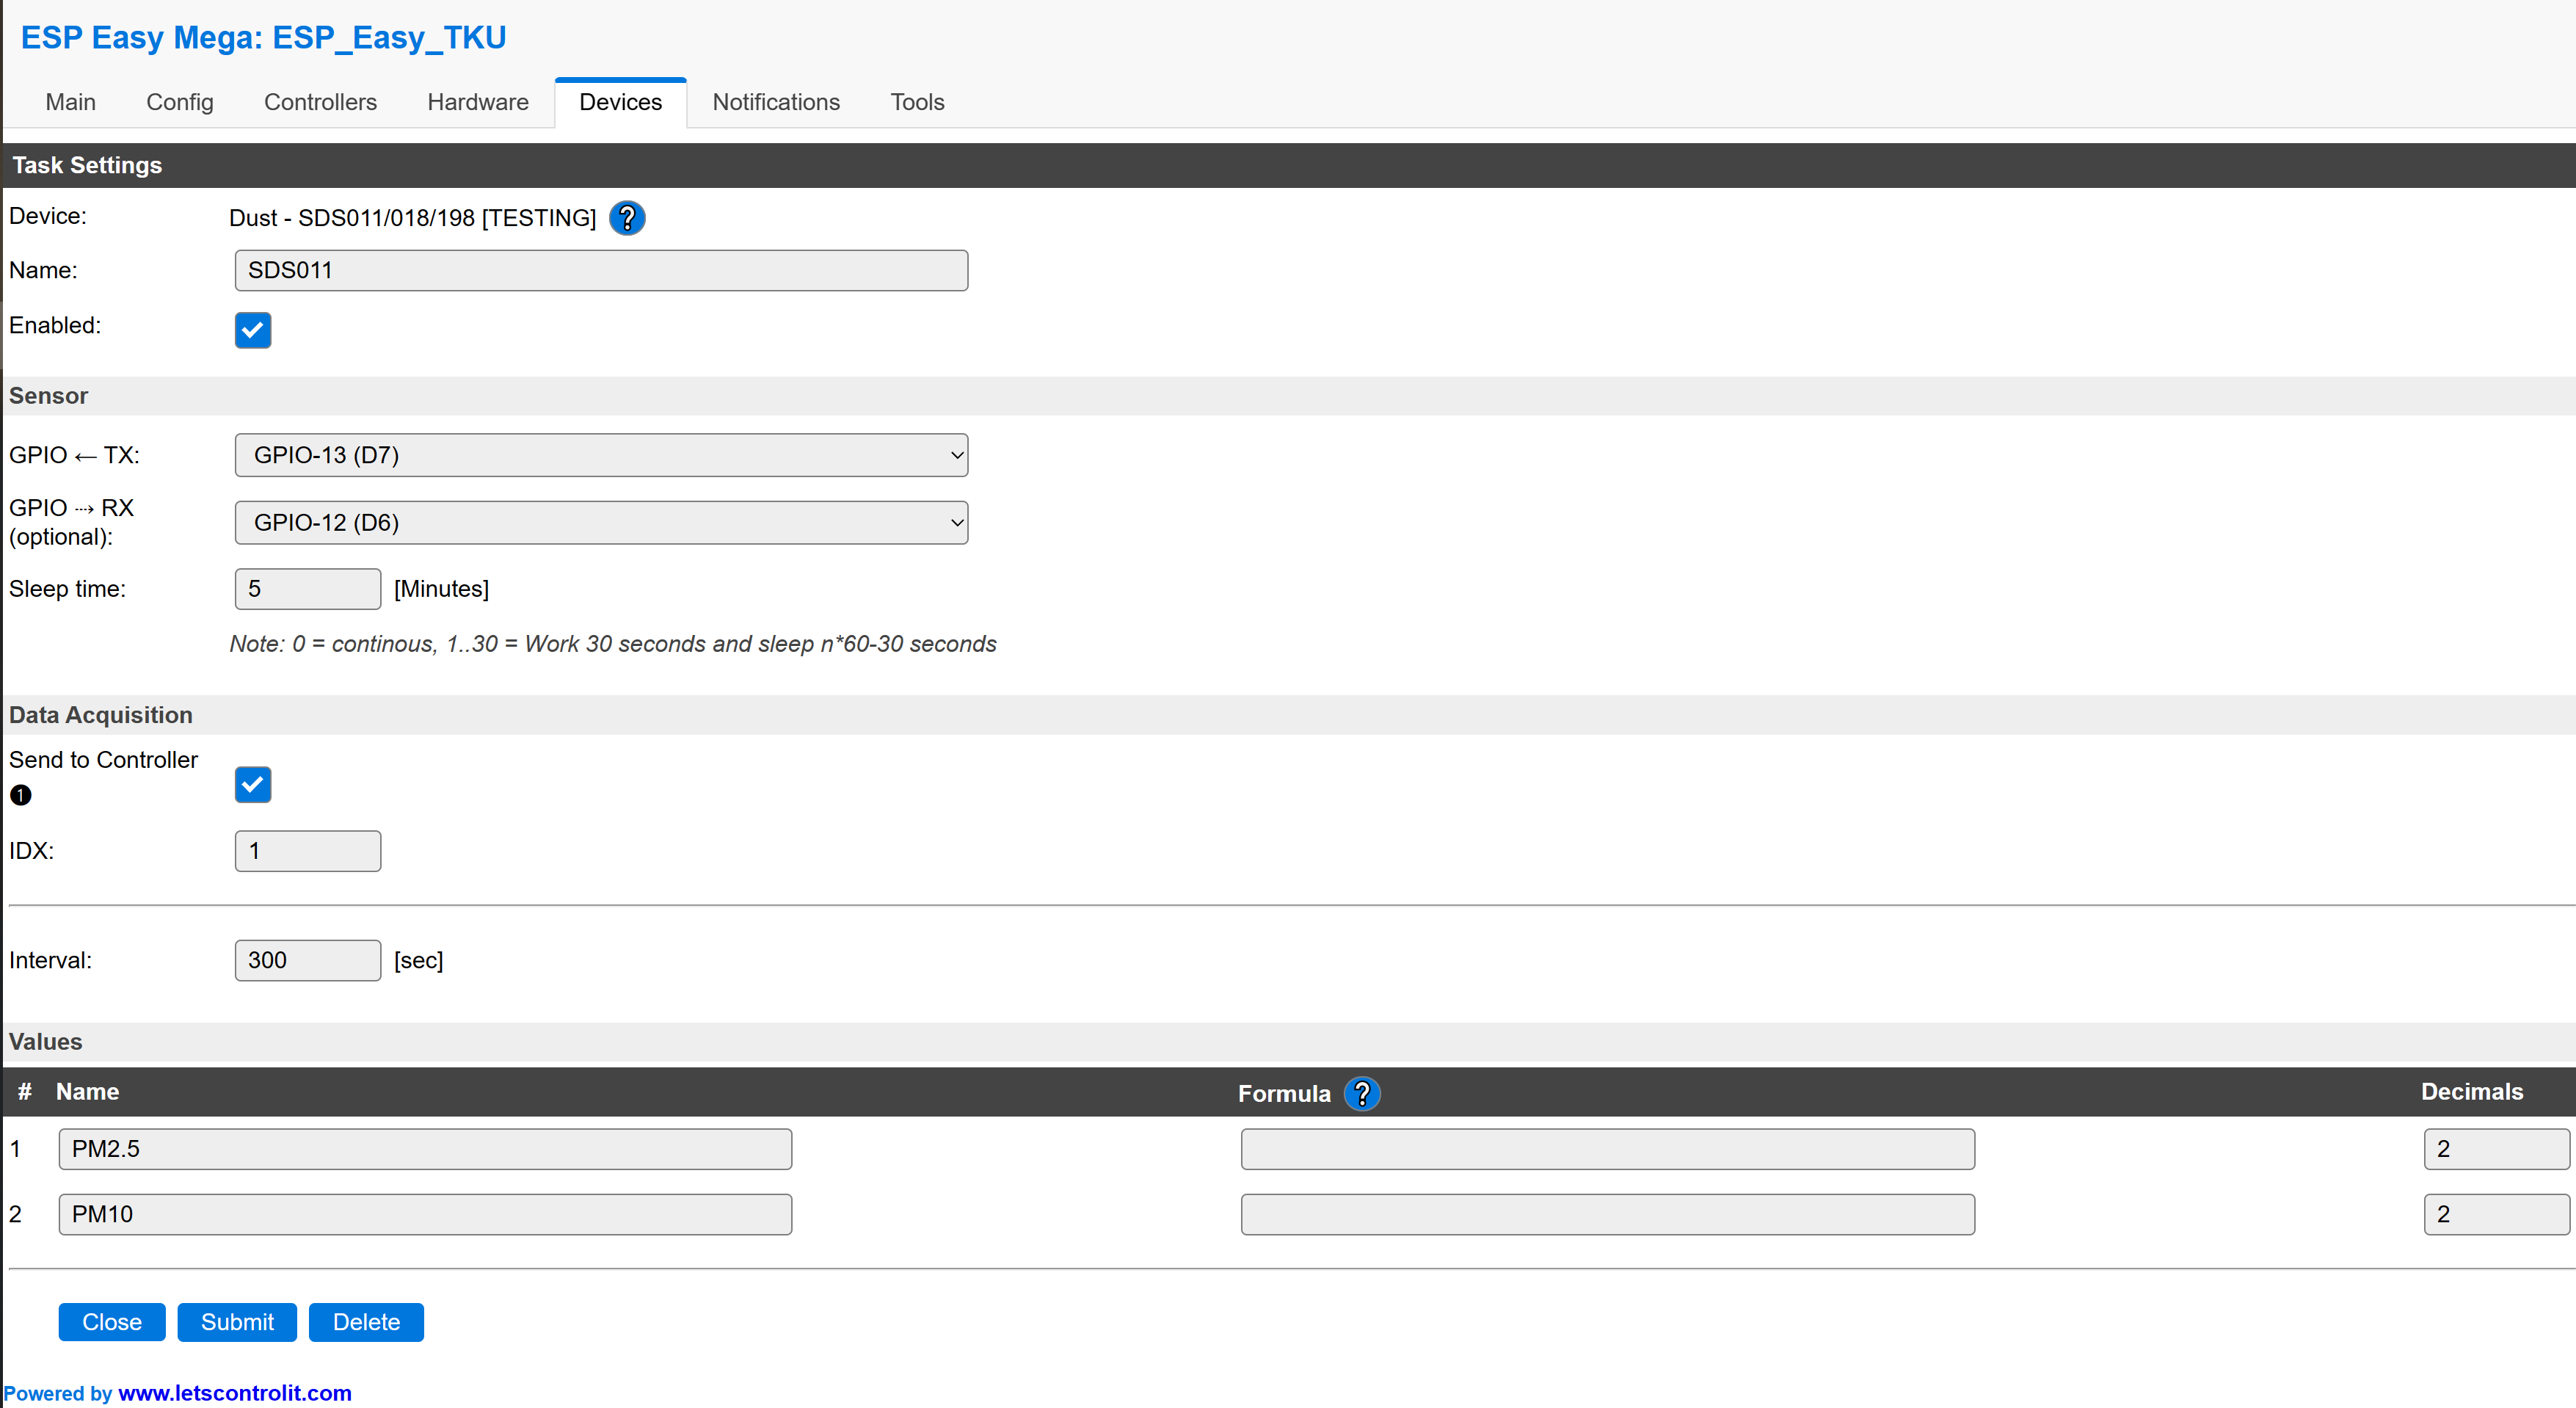 ESP Easy Mega: ESP_Easy_TKU
Main Config Controllers Hardware Devices Notifications Tools
Task Settings
Device: Dust - SDS011/018/198 [TESTING] ?
Name: SDS011
Enabled:
Sensor
GPIO ← TX: GPIO-13 (D7)
GPIO ⇢ RX
(optional): GPIO-12 (D6)
Sleep time: 5 [Minutes]
Note: 0 = continous, 1..30 = Work 30 seconds and sleep n*60-30 seconds
Data Acquisition
Send to Controller
❶
IDX: 1
Interval: 300 [sec]
Values
# Name Formula ? Decimals
1 PM2.5 2
2 PM10 2
Close Submit Delete
Powered by www.letscontrolit.com